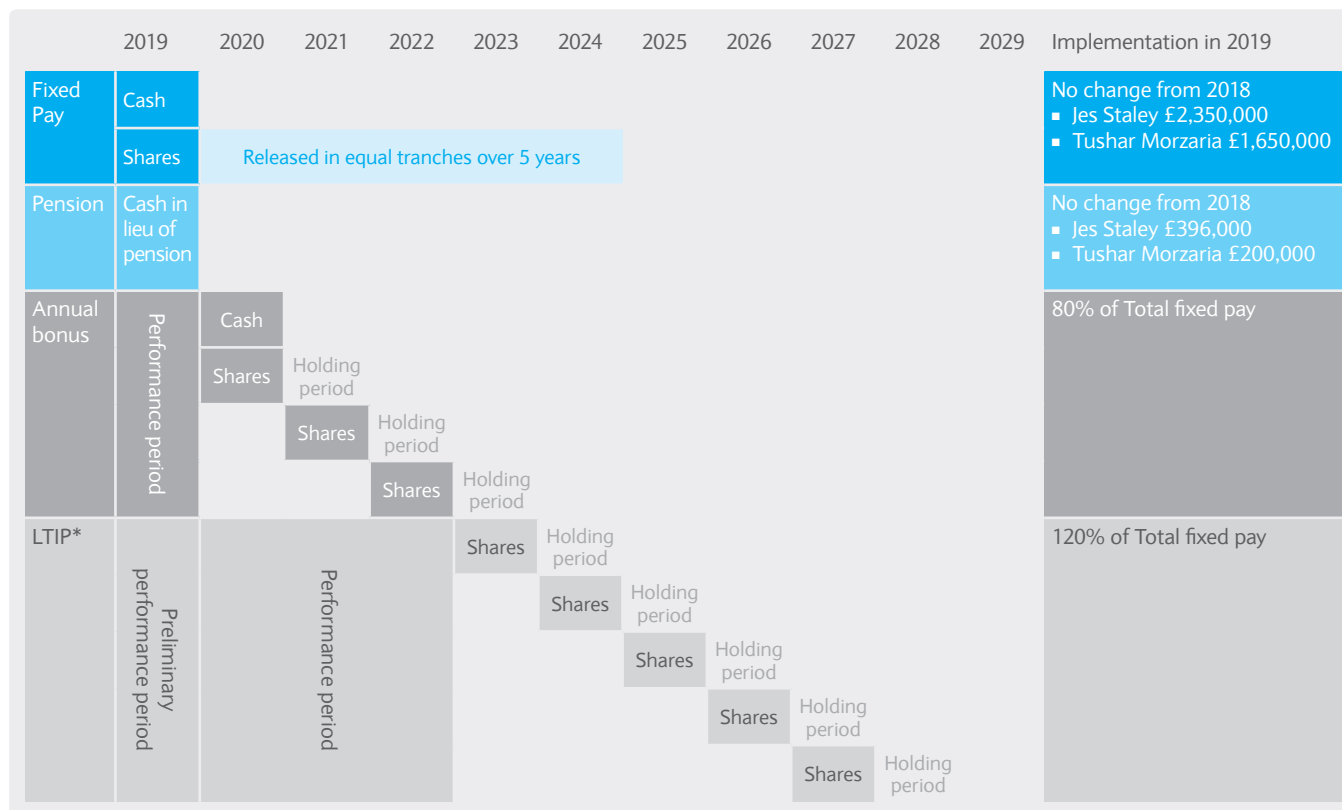 2019 2020 2021 2022 2023 2024 2025 2026 2027 2028 2029 Implementation in 2019
Fixed
Pay
Cash
Shares
Released in equal tranches over 5 years
No change from 2018
▪ Jes Staley £2,350,000
▪ Tushar Morzaria £1,650,000
Pension
Cash in
lieu of
pension
No change from 2018
▪ Jes Staley £396,000
▪ Tushar Morzaria £200,000
Annual
bonus
Performance period
Cash
Shares
Holding
period
Shares
Holding
period
Shares
Holding
period
80% of Total fixed pay
LTIP*
Preliminary
performance period
Performance period
Shares
Holding
period
Shares
Holding
period
Shares
Holding
period
Shares
Holding
period
Shares
Holding
period
120% of Total fixed pay